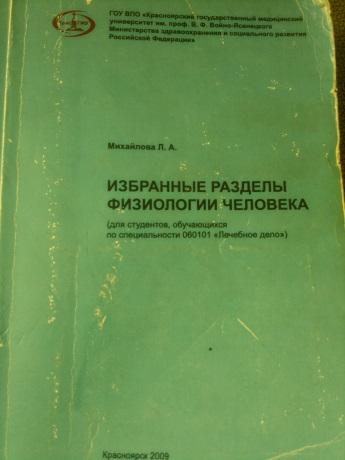 ГОУ ВПО «Красноярский государственный медицинский
университет им. проф. В. Ф. Войно-Ясенецкого
Министерства здравоохранения и социального развития
Российской Федерации»
Михайлова Л. А.
ИЗБРАННЫЕ РАЗДЕЛЫ
ФИЗИОЛОГИИ ЧЕЛОВЕКА
(для студентов, обучающихся
по специальности 060101 «Лечебное дело»)
Красноярск 2009